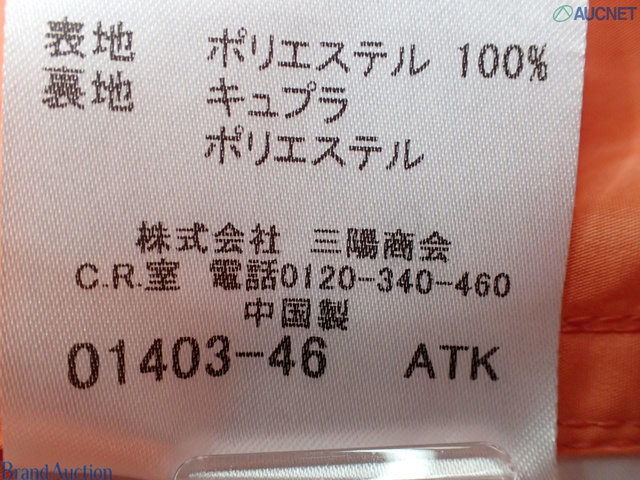 AUCNET
表地 ポリエステル 100%
裏地 キュプラ
ポリエステル
株式会社 三陽商会
C.R.室 電話0120-340-460
中国製
01403-46 ATK
Brand Auction